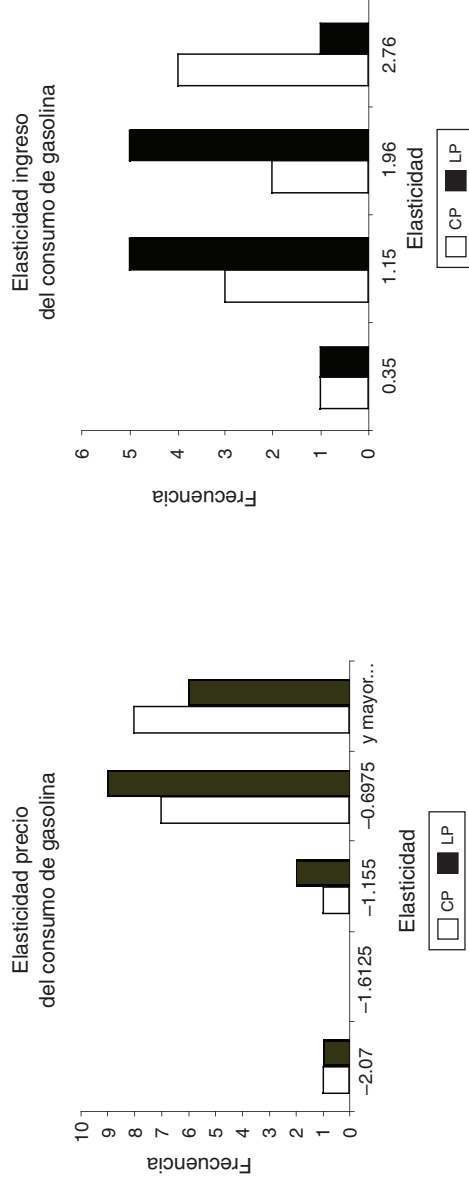 Elasticidad precio
del consumo de gasolina
Frecuencia
10
9
8
7
6
5
4
3
2
1
0
−2.07
−1.6125
−1.155
−0.6975
y mayor...
Elasticidad
CP LP
Elasticidad ingreso
del consumo de gasolina
Frecuencia
6
5
4
3
2
1
0
0.35
1.15
1.96
2.76
Elasticidad
CP LP